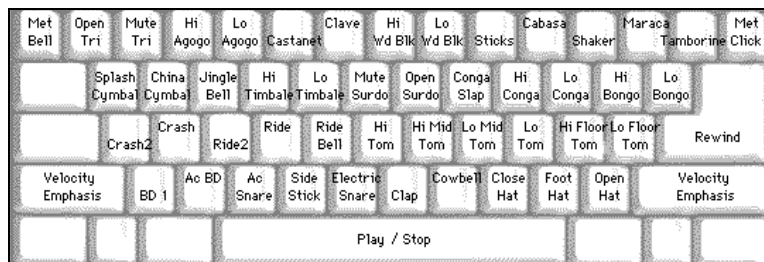 Met Bell Open Tri Mute Tri Hi Agogo Lo Agogo Castanet Clave Hi Wd Blk Lo Wd Blk Sticks Cabasa Shaker Maraca Tamborine Met Click
Splash Cymbal China Cymbal Jingle Bell Hi Timbale Lo Timbale Mute Surdo Open Surdo Conga Slap Hi Conga Lo Conga Hi Bongo Lo Bongo
Crash2 Crash Ride2 Ride Ride Bell Hi Tom Hi Mid Tom Lo Mid Tom Lo Tom Hi Floor Tom Lo Floor Tom Rewind
Velocity Emphasis BD 1 Ac BD Ac Snare Side Stick Electric Snare Clap Cowbell Close Hat Foot Hat Open Hat Velocity Emphasis
Play / Stop